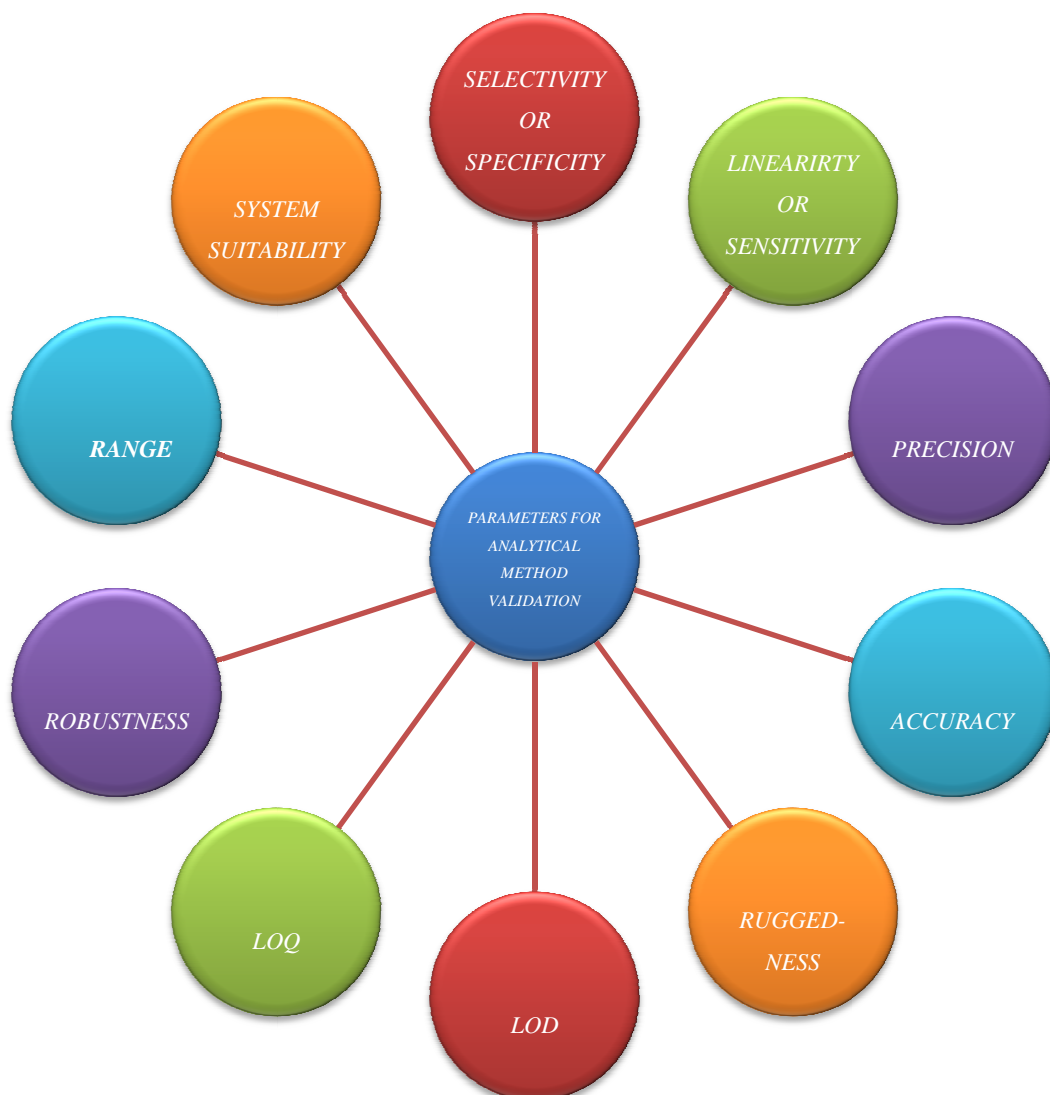 SELECTIVITY
OR
SPECIFICITY
LINEARIRTY
OR
SENSITIVITY
PRECISION
ACCURACY
RUGGED-
NESS
LOD
LOQ
ROBUSTNESS
RANGE
SYSTEM
SUITABILITY
PARAMETERS FOR
ANALYTICAL
METHOD
VALIDATION